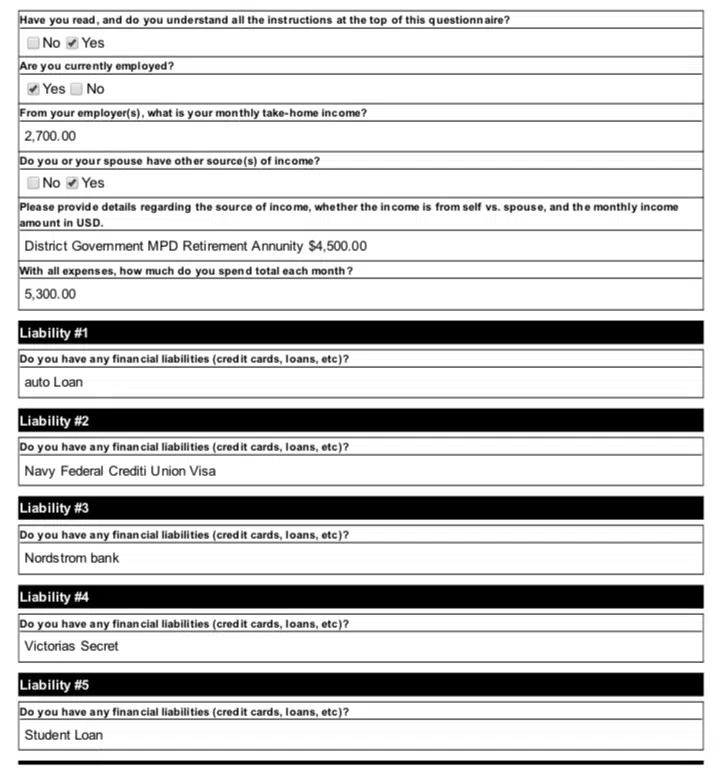 Have you read, and do you understand all the instructions at the top of this questionnaire?
No Yes
Are you currently employed?
Yes No
From your employer(s), what is your monthly take-home income?
2,700.00
Do you or your spouse have other source(s) of income?
No Yes
Please provide details regarding the source of income, whether the income is from self vs. spouse, and the monthly income
amount in USD.
District Government MPD Retirement Annunity $4,500.00
With all expenses, how much do you spend total each month?
5,300.00
Liability #1
Do you have any financial liabilities (credit cards, loans, etc)?
auto Loan
Liability #2
Do you have any financial liabilities (credit cards, loans, etc)?
Navy Federal Crediti Union Visa
Liability #3
Do you have any financial liabilities (credit cards, loans, etc)?
Nordstrom bank
Liability #4
Do you have any financial liabilities (credit cards, loans, etc)?
Victorias Secret
Liability #5
Do you have any financial liabilities (credit cards, loans, etc)?
Student Loan